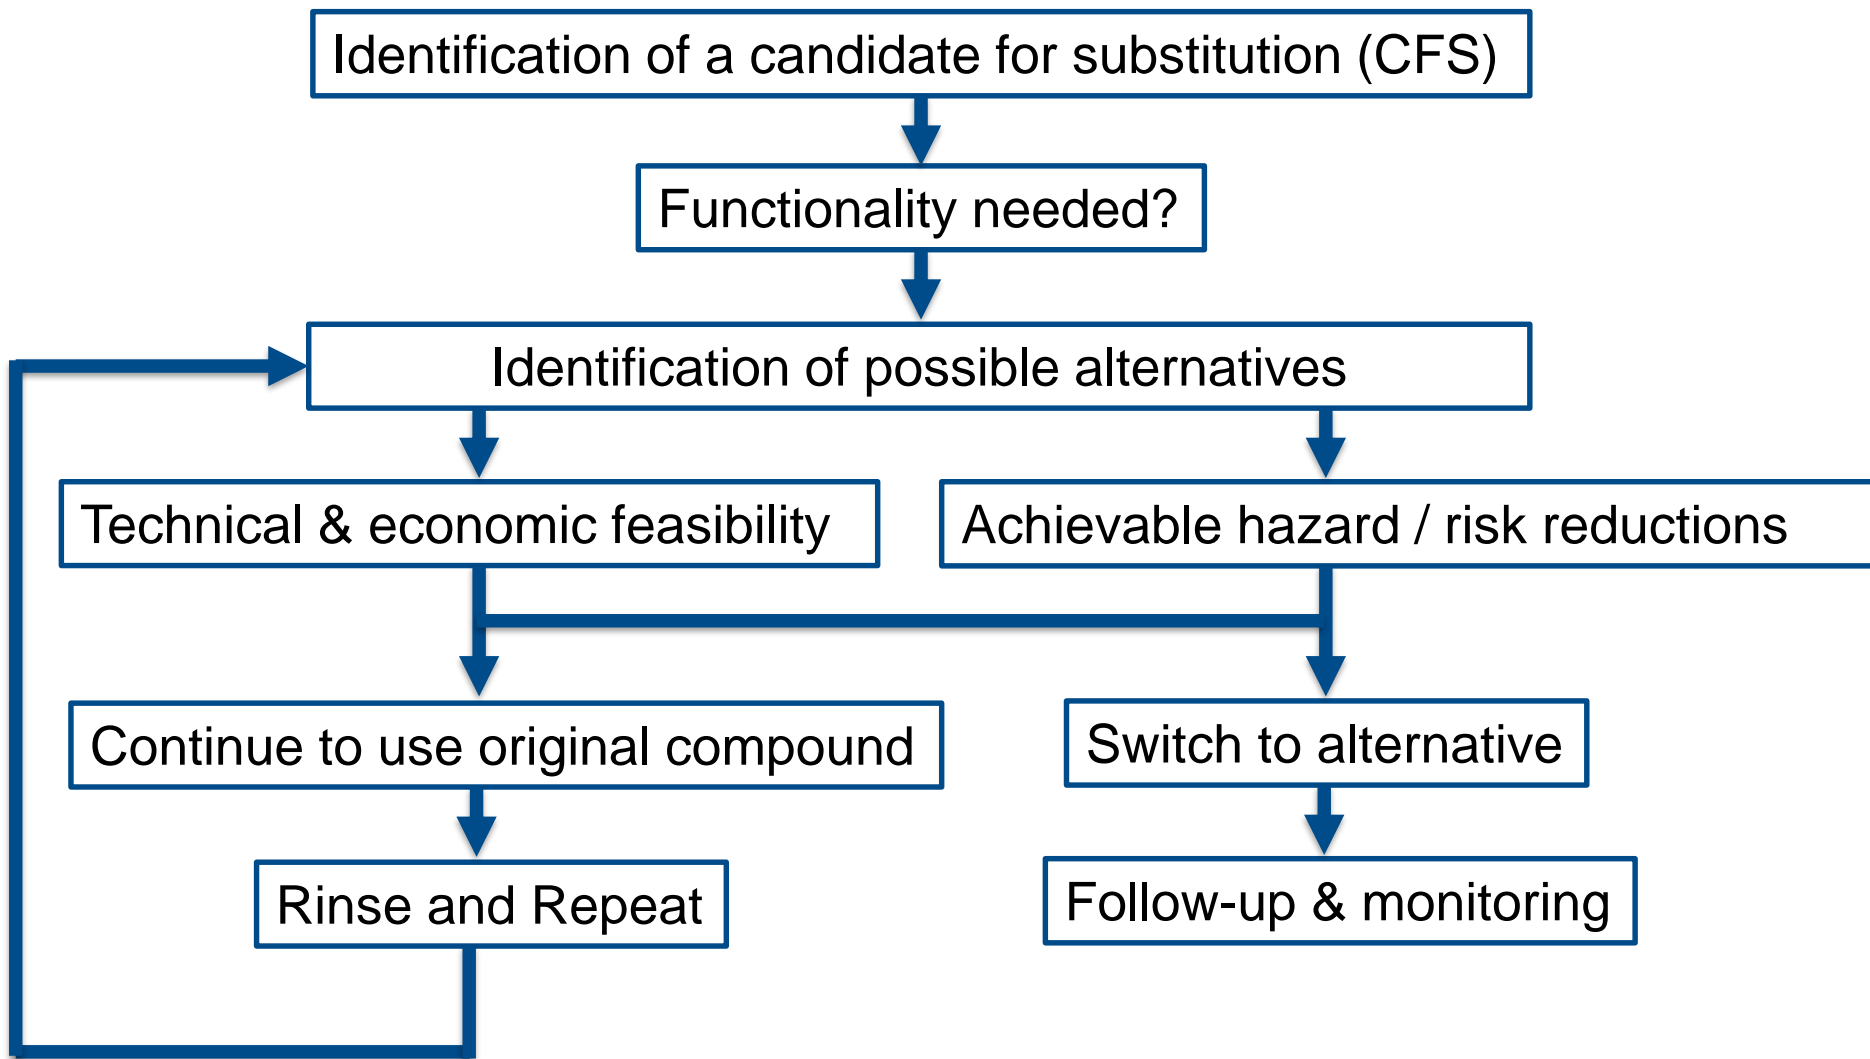 Identification of a candidate for substitution (CFS)
Functionality needed?
Identification of possible alternatives
Technical & economic feasibility
Achievable hazard / risk reductions
Continue to use original compound
Switch to alternative
Rinse and Repeat
Follow-up & monitoring